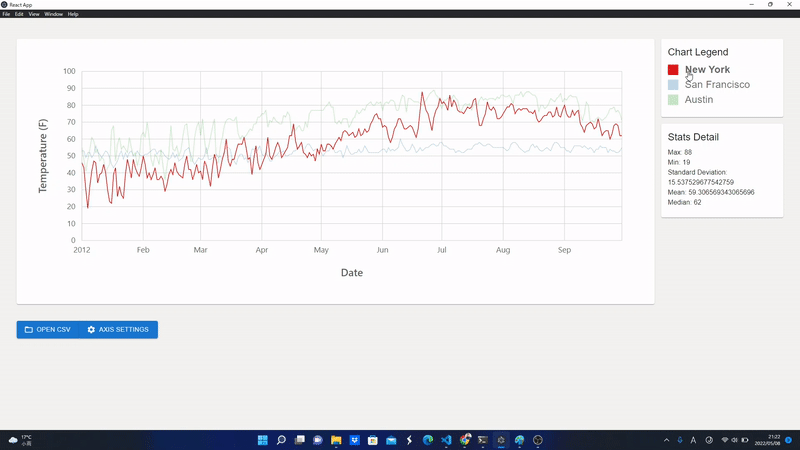 React App
File Edit View Window Help
Chart Legend
New York
San Francisco
Austin
Stats Detail
Max: 88
Min: 19
Standard Deviation:
15.537529677542759
Mean: 59.306569343065696
Median: 62
Temperature (F)
100
90
80
70
60
50
40
30
20
10
0
2012 Feb Mar Apr May Jun Jul Aug Sep
Date
OPEN CSV AXIS SETTINGS
17°C
小雨
A
21:22
2022/05/08